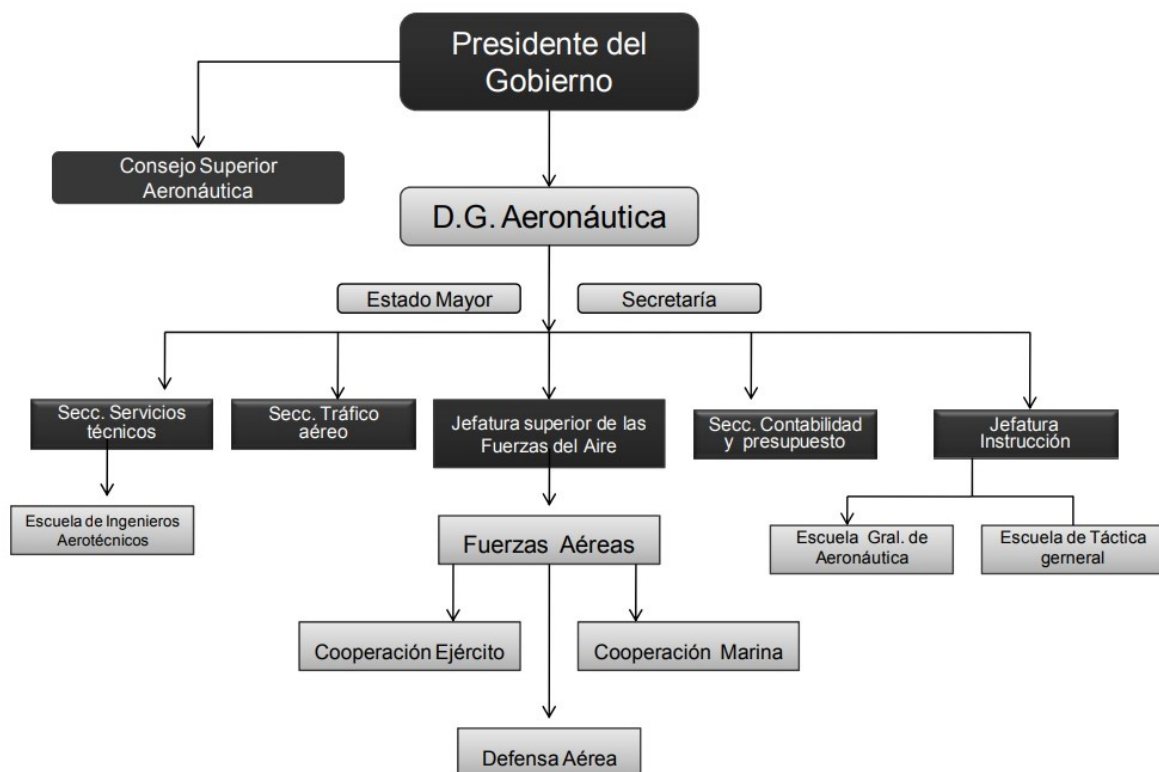 Presidente del
Gobierno
Consejo Superior
Aeronáutica
D.G. Aeronáutica
Estado Mayor
Secretaría
Secc. Servicios
técnicos
Secc. Tráfico
aéreo
Jefatura superior de las
Fuerzas del Aire
Secc. Contabilidad
y presupuesto
Jefatura
Instrucción
Escuela de Ingenieros
Aerotécnicos
Fuerzas Aéreas
Escuela Gral. de
Aeronáutica
Escuela de Táctica
gerneral
Cooperación Ejército
Cooperación Marina
Defensa Aérea